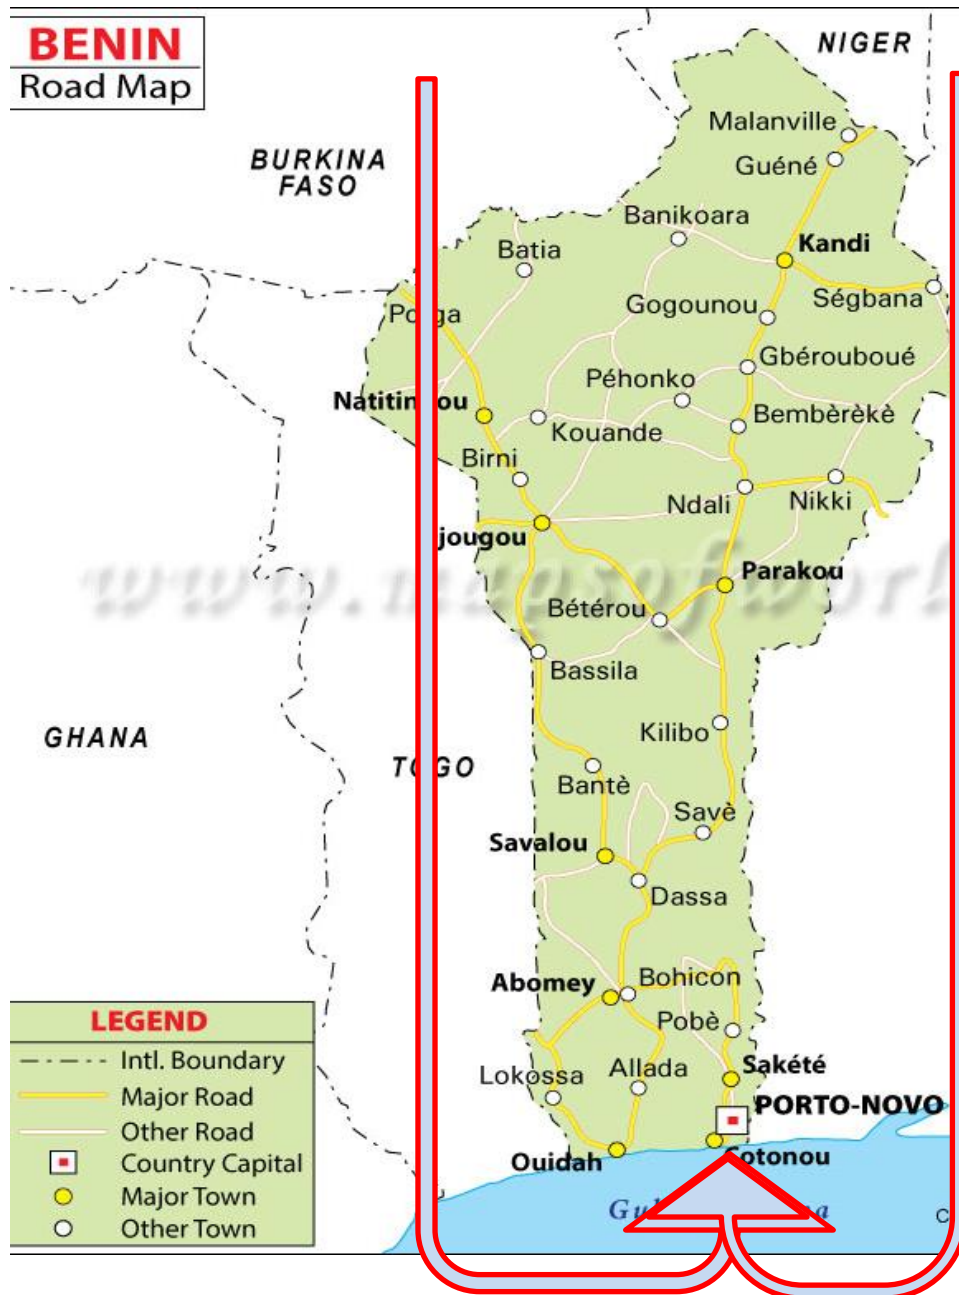 BENIN
Road Map
NIGER
BURKINA
FASO
Malanville
Guéné
Banikoara
Kandi
Batia
Ségbana
Gogounou
Gbérouboué
Péhonko
Kouande
Bembèrèkè
Birni
Ndali
Nikki
jougou
Parakou
Bétérou
Bassila
Kilibo
GHANA
Bantè
Savè
Savalou
Dassa
Abomey
Bohicon
Pobè
Sakété
Lokossa
Allada
PORTO-NOVO
Ouidah
Cotonou
LEGEND
Intl. Boundary
Major Road
Other Road
Country Capital
Major Town
Other Town